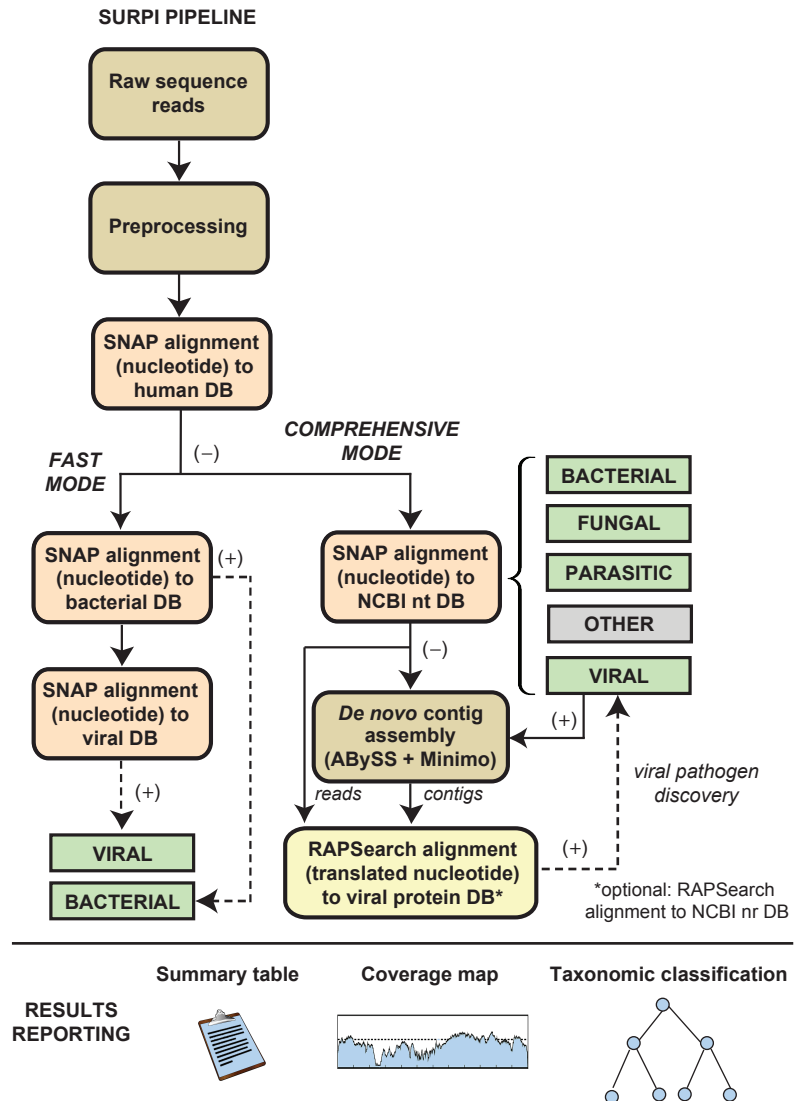 SURPI PIPELINE
Raw sequence
reads
Preprocessing
SNAP alignment
(nucleotide) to
human DB
(−)
FAST
MODE
COMPREHENSIVE
MODE
SNAP alignment
(nucleotide) to
bacterial DB
(+)
SNAP alignment
(nucleotide) to
viral DB
(+)
VIRAL
BACTERIAL
SNAP alignment
(nucleotide) to
NCBI nt DB
(−)
BACTERIAL
FUNGAL
PARASITIC
OTHER
VIRAL
(+)
De novo contig
assembly
(ABySS + Minimo)
reads
contigs
viral pathogen
discovery
RAPSearch alignment
(translated nucleotide)
to viral protein DB*
(+)
*optional: RAPSearch
alignment to NCBI nr DB
RESULTS
REPORTING
Summary table
Coverage map
Taxonomic classification